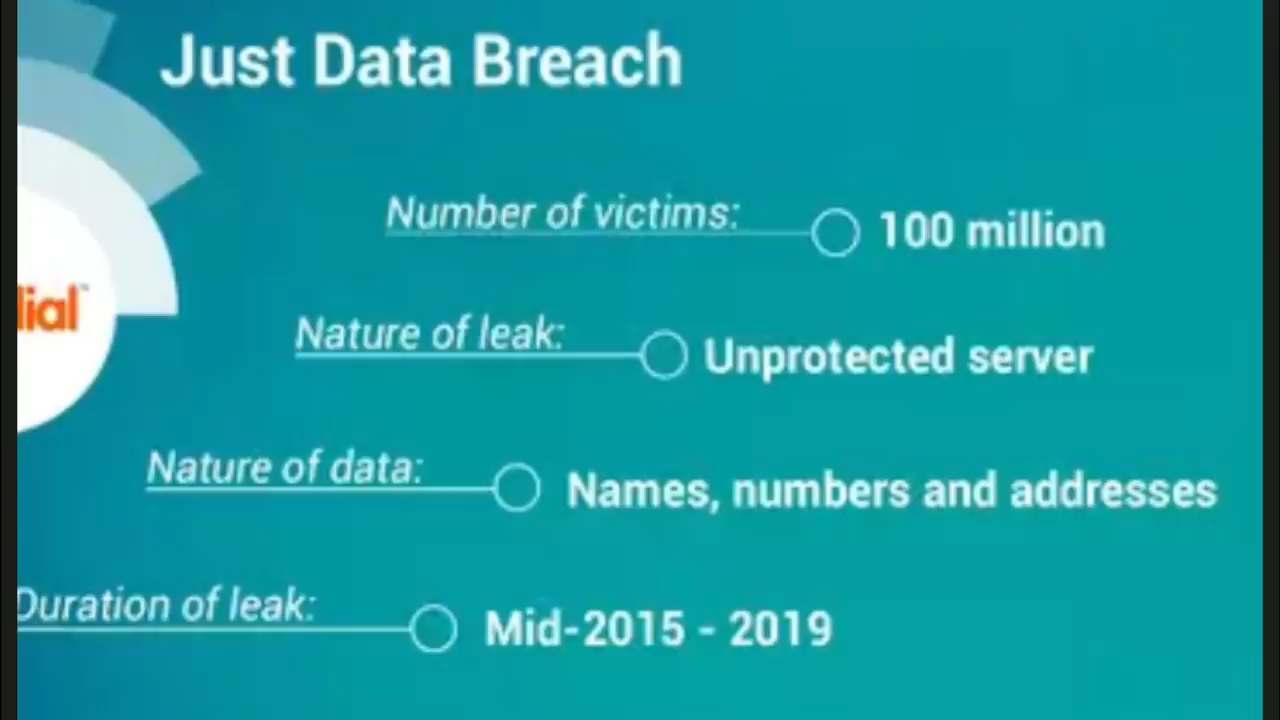 Just Data Breach
Number of victims: 100 million
dial™
Nature of leak: Unprotected server
Nature of data: Names, numbers and addresses
Duration of leak: Mid-2015 - 2019